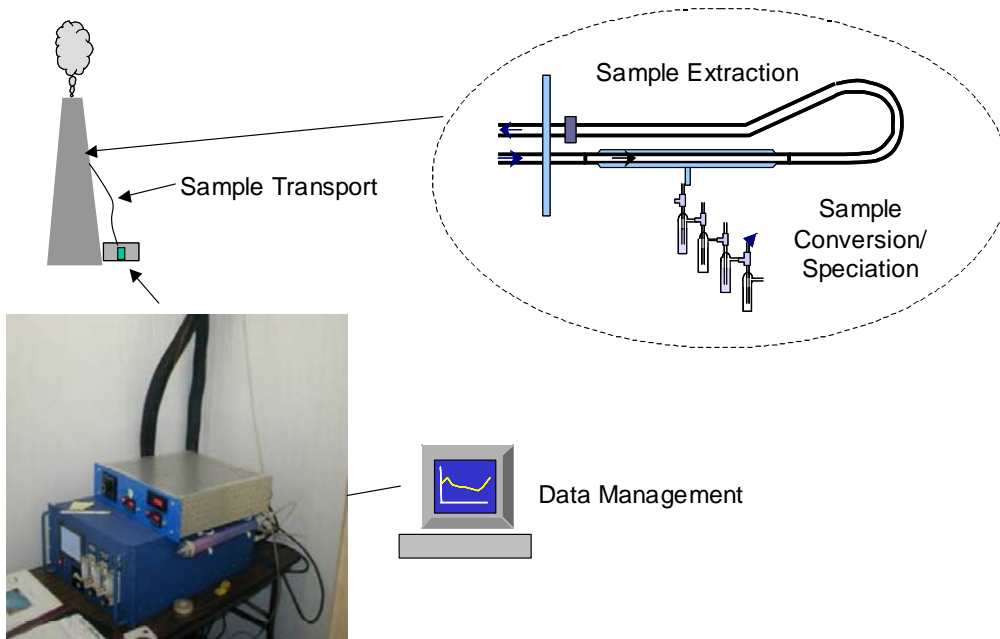 Sample Extraction
Sample Transport
Sample
Conversion/
Speciation
Data Management